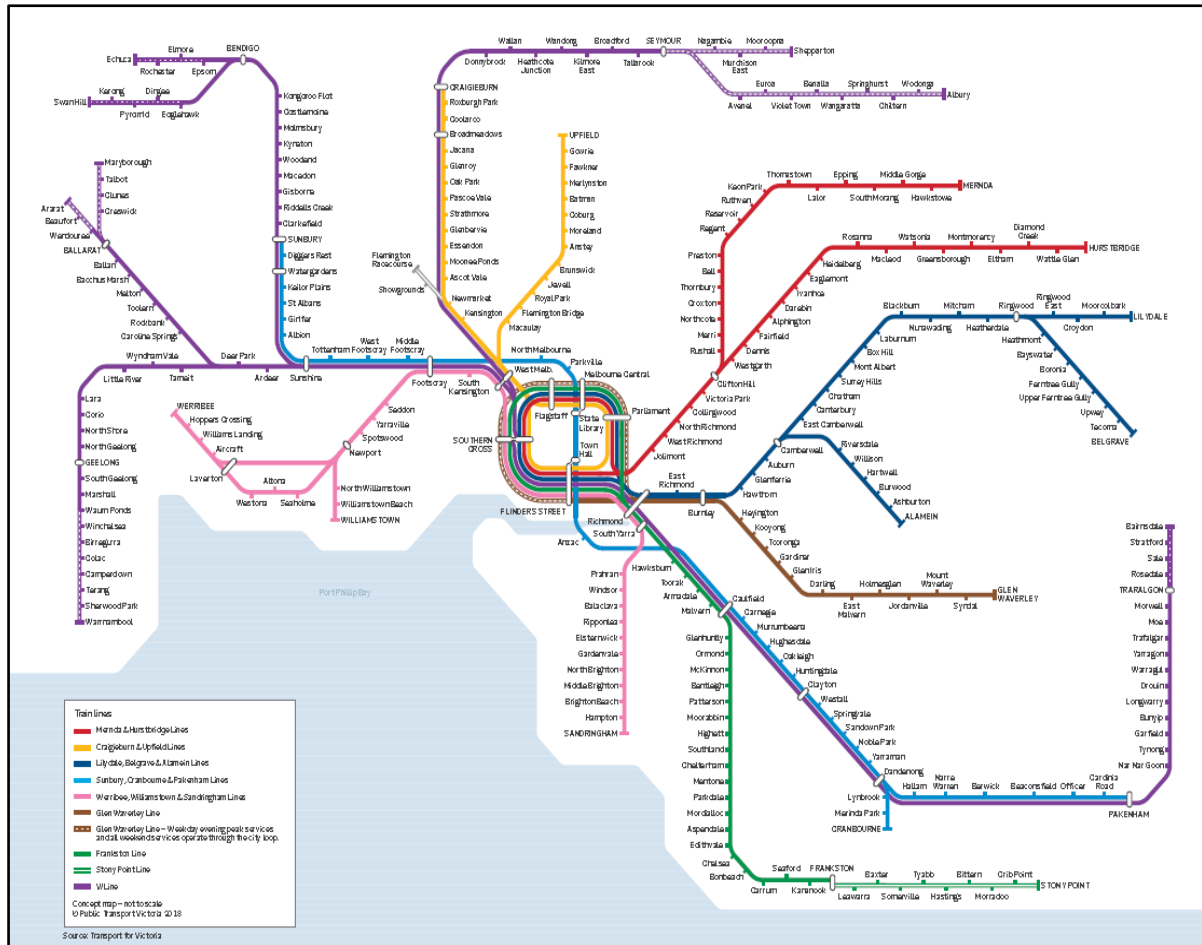 Echuca
Elmore
Rochester
Epsom
BENDIGO
Swan Hill
Kerang
Pyramid
Dingee
Eaglehawk
Kangaroo Flat
Castlemaine
Malmsbury
Kyneton
Woodend
Macedon
Gisborne
Riddells Creek
Clarkefield
SUNBURY
Diggers Rest
Watergardens
Keilor Plains
St Albans
Ginifer
Albion
Maryborough
Talbot
Clunes
Creswick
Ararat
Beaufort
Wendouree
BALLARAT
Ballan
Bacchus Marsh
Melton
Toolern
Rockbank
Caroline Springs
Wyndham Vale
Little River
Tarneit
Deer Park
Ardeer
Sunshine
Tottenham
West
Footscray
Middle
Footscray
Footscray
South
Kensington
Lara
Corio
North Shore
North Geelong
GEELONG
South Geelong
Marshall
Waurn Ponds
Winchelsea
Birregurra
Colac
Camperdown
Terang
Sherwood Park
Warrnambool
WERRIBEE
Hoppers Crossing
Williams Landing
Aircraft
Laverton
Westona
Altona
Seaholme
Seddon
Yarraville
Spotswood
Newport
North Williamstown
Williamstown Beach
WILLIAMSTOWN
Donnybrook
Wallan
Heathcote
Junction
Wandong
Kilmore
East
Broadford
Tallarook
SEYMOUR
Nagambie
Murchison
East
Mooroopna
Shepparton
Avenel
Euroa
Violet Town
Benalla
Wangaratta
Springhurst
Chiltern
Wodonga
Albury
CRAIGIEBURN
Roxburgh Park
Coolaroo
Broadmeadows
Jacana
Glenroy
Oak Park
Pascoe Vale
Strathmore
Glenbervie
Essendon
Moonee Ponds
Ascot Vale
Newmarket
Kensington
Flemington
Racecourse
Showgrounds
UPFIELD
Gowrie
Fawkner
Merlynston
Batman
Coburg
Moreland
Anstey
Brunswick
Jewell
Royal Park
Flemington Bridge
Macaulay
North Melbourne
West Melb.
Parkville
Melbourne Central
Flagstaff
State
Library
Parliament
SOUTHERN
CROSS
Town
Hall
FLINDERS STREET
MERNDA
Hawkstowe
Middle Gorge
South Morang
Epping
Lalor
Thomastown
Keon Park
Ruthven
Reservoir
Regent
Preston
Bell
Thornbury
Croxton
Northcote
Merri
Rushall
HURSTBRIDGE
Wattle Glen
Diamond
Creek
Eltham
Montmorency
Greensborough
Watsonia
Macleod
Rosanna
Heidelberg
Eaglemont
Ivanhoe
Darebin
Alphington
Fairfield
Dennis
Westgarth
Clifton Hill
Victoria Park
Collingwood
North Richmond
West Richmond
Jolimont
LILYDALE
Mooroolbark
Croydon
Ringwood
East
Ringwood
Heatherdale
Mitcham
Nunawading
Blackburn
Laburnum
Box Hill
Mont Albert
Surrey Hills
Chatham
Canterbury
East Camberwell
Camberwell
Auburn
Glenferrie
Hawthorn
Burnley
East
Richmond
Richmond
Heathmont
Bayswater
Boronia
Ferntree Gully
Upper Ferntree Gully
Upwey
Tecoma
BELGRAVE
Riversdale
Willison
Hartwell
Burwood
Ashburton
ALAMEIN
Heyington
Kooyong
Tooronga
Gardiner
Glen Iris
Darling
East
Malvern
Holmesglen
Jordanville
Mount
Waverley
Syndal
GLEN
WAVERLEY
South Yarra
Anzac
Prahran
Windsor
Balaclava
Ripponlea
Elsternwick
Gardenvale
North Brighton
Middle Brighton
Brighton Beach
Hampton
SANDRINGHAM
Hawksburn
Toorak
Armadale
Malvern
Caulfield
Carnegie
Murrumbeena
Hughesdale
Oakleigh
Huntingdale
Clayton
Westall
Springvale
Sandown Park
Noble Park
Yarraman
Dandenong
Lynbrook
Merinda Park
CRANBOURNE
Hallam
Narre
Warren
Berwick
Beaconsfield
Officer
Cardinia
Road
PAKENHAM
Bairnsdale
Stratford
Sale
Rosedale
TRARALGON
Morwell
Moe
Trafalgar
Yarragon
Warragul
Drouin
Longwarry
Bunyip
Garfield
Tynong
Nar Nar Goon
Glenhuntly
Ormond
McKinnon
Bentleigh
Patterson
Moorabbin
Highett
Southland
Cheltenham
Mentone
Parkdale
Mordialloc
Aspendale
Edithvale
Chelsea
Bonbeach
Carrum
Seaford
Kananook
FRANKSTON
Leawarra
Baxter
Somerville
Tyabb
Hastings
Bittern
Morradoo
Crib Point
STONY POINT
Port Phillip Bay
Train lines
Mernda & Hurstbridge Lines
Craigieburn & Upfield Lines
Lilydale, Belgrave & Alamein Lines
Sunbury, Cranbourne & Pakenham Lines
Werribee, Williamstown & Sandringham Lines
Glen Waverley Line
Glen Waverley Line – Weekday evening peak services
and all weekend services operate through the city loop.
Frankston Line
Stony Point Line
V/Line
Concept map – not to scale
© Public Transport Victoria 2018
Source: Transport for Victoria